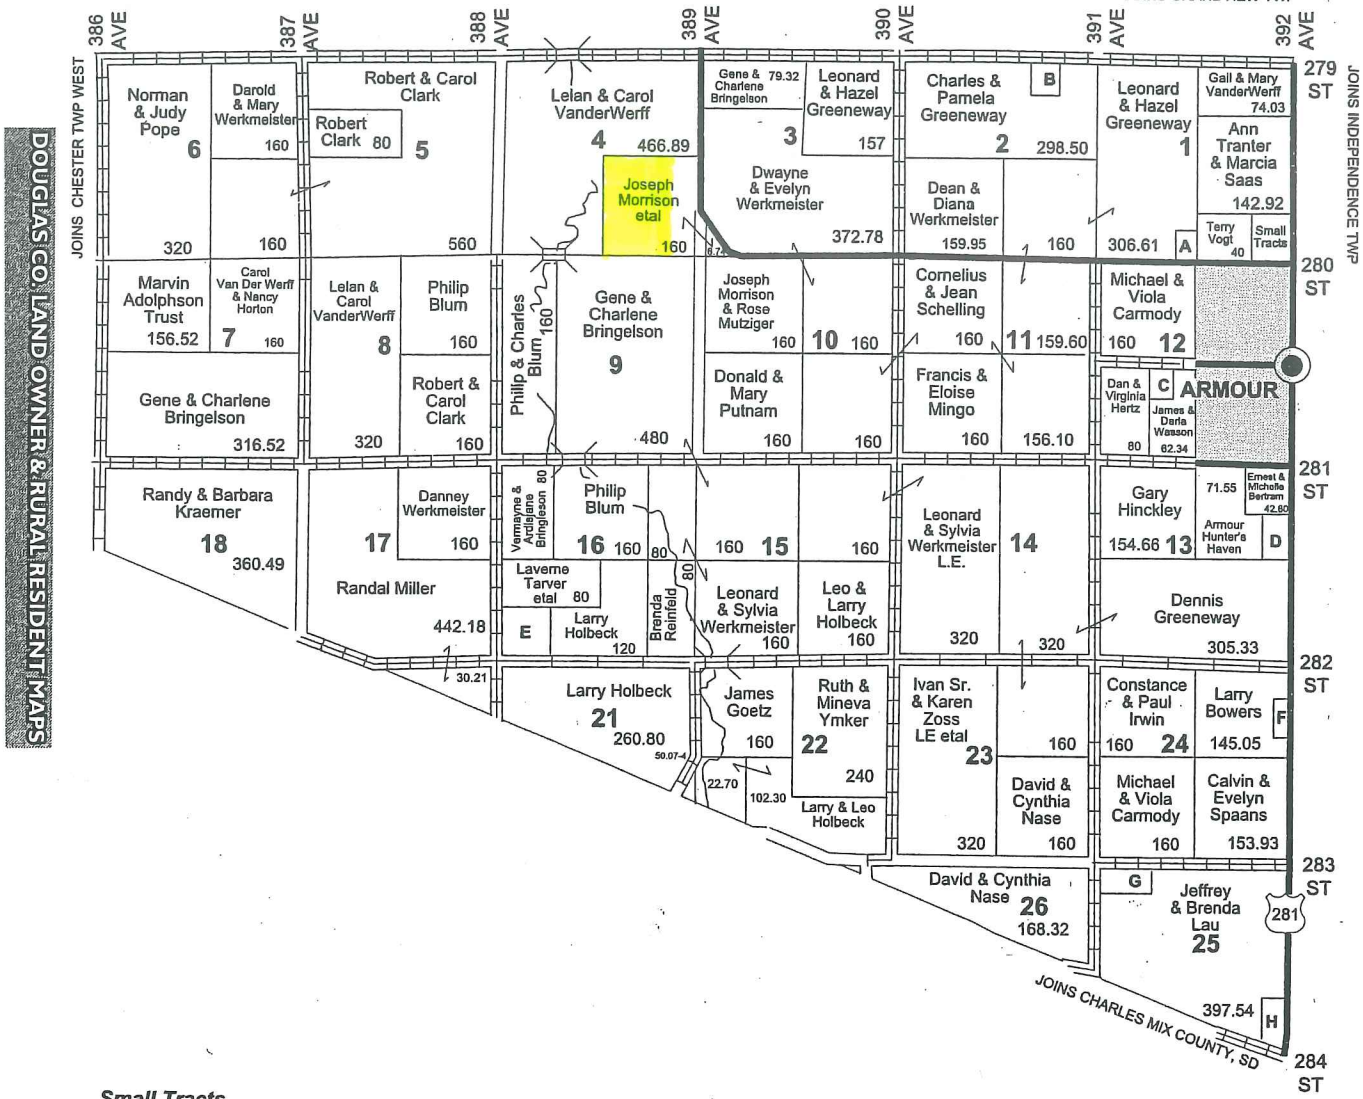 386 AVE
387 AVE
388 AVE
389 AVE
390 AVE
391 AVE
392 AVE
JOINS CHESTER TWP WEST
JOINS INDEPENDENCE TWP
DOUGLAS CO. LAND OWNER & RURAL RESIDENT MAPS
279 ST
280 ST
281 ST
282 ST
283 ST
284 ST
Norman
& Judy
Pope
6
320
Darold
& Mary
Werkmeister
160
160
Robert & Carol
Clark
Robert
Clark 80
5
560
Lelan & Carol
VanderWerff
4 466.89
Joseph
Morrison
etal
160
6.74
Gene &
Charlene
Bringelson
79.32
3
Leonard
& Hazel
Greeneway
157
Dwayne
& Evelyn
Werkmeister
372.78
Charles &
Pamela
Greeneway
B
2 298.50
Dean &
Diana
Werkmeister
159.95
160
Leonard
& Hazel
Greeneway
1
306.61
A
Gail & Mary
VanderWerff
74.03
Ann
Tranter
& Marcia
Saas
142.92
Terry
Vogt
40
Small
Tracts
Marvin
Adolphson
Trust
156.52
Carol
Van Der Werff
& Nancy
Horton
7 160
Gene & Charlene
Bringelson
316.52
Lelan &
Carol
VanderWerff
8
320
Philip
Blum
160
Robert &
Carol
Clark
160
Philip & Charles
Blum 160
Gene &
Charlene
Bringelson
9
480
Joseph
Morrison
& Rose
Mutziger
160
10 160
Donald &
Mary
Putnam
160
160
Cornelius
& Jean
Schelling
160
11 159.60
Francis &
Eloise
Mingo
160
156.10
Michael &
Viola
Carmody
160 12
Dan &
Virginia
Hertz
80
C
James &
Darla
Wasson
62.34
ARMOUR
Randy & Barbara
Kraemer
18
360.49
17
Danney
Werkmeister
160
Randal Miller
442.18
30.21
Vermayne &
Ardisjane
Bringleson 80
Philip
Blum
16 160
80
80
Laverne
Tarver
etal 80
E
Larry
Holbeck
120
Brenda
Reinfeld
160 15 160
Leonard
& Sylvia
Werkmeister
160
Leo &
Larry
Holbeck
160
Leonard
& Sylvia
Werkmeister
L.E.
320
14
320
Gary
Hinckley
154.66 13
71.55
Armour
Hunter's
Haven
Ernest &
Michelle
Bertram
42.80
D
Dennis
Greeneway
305.33
Larry Holbeck
21
260.80
50.07-4
James
Goetz
160
22.70
102.30
Ruth &
Mineva
Ymker
22
240
Larry & Leo
Holbeck
Ivan Sr.
& Karen
Zoss
LE etal
23
320
160
David &
Cynthia
Nase
160
Constance
& Paul
Irwin
160 24
Larry
Bowers
145.05
F
Michael
& Viola
Carmody
160
Calvin &
Evelyn
Spaans
153.93
David & Cynthia
Nase 26
168.32
G
Jeffrey
& Brenda
Lau
25
281
397.54
H
JOINS CHARLES MIX COUNTY, SD
Small Tracts